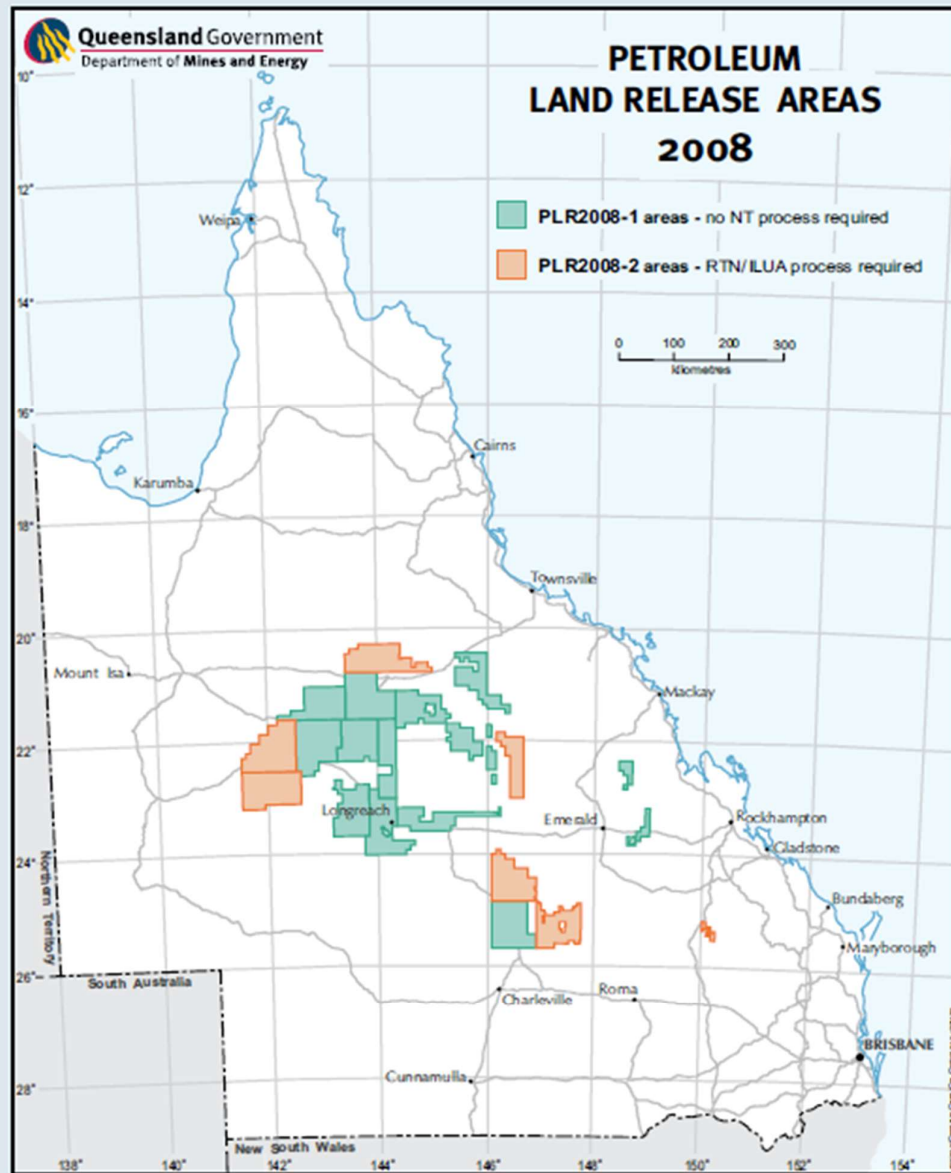 Queensland Government
Department of Mines and Energy
PETROLEUM
LAND RELEASE AREAS
2008
PLR2008-1 areas - no NT process required
PLR2008-2 areas - RTN/ILUA process required
0 100 200 300
kilometres
10°
12°
Weipa
14°
16°
Cairns
Karumba
18°
Townsville
20°
Mount Isa
Mackay
22°
Longreach
Emerald
Rockhampton
Gladstone
24°
Northern Territory
Bundaberg
Maryborough
26°
South Australia
Charleville
Roma
BRISBANE
Cunnamulla
28°
New South Wales
138° 140° 142° 144° 146° 148° 150° 152° 154°